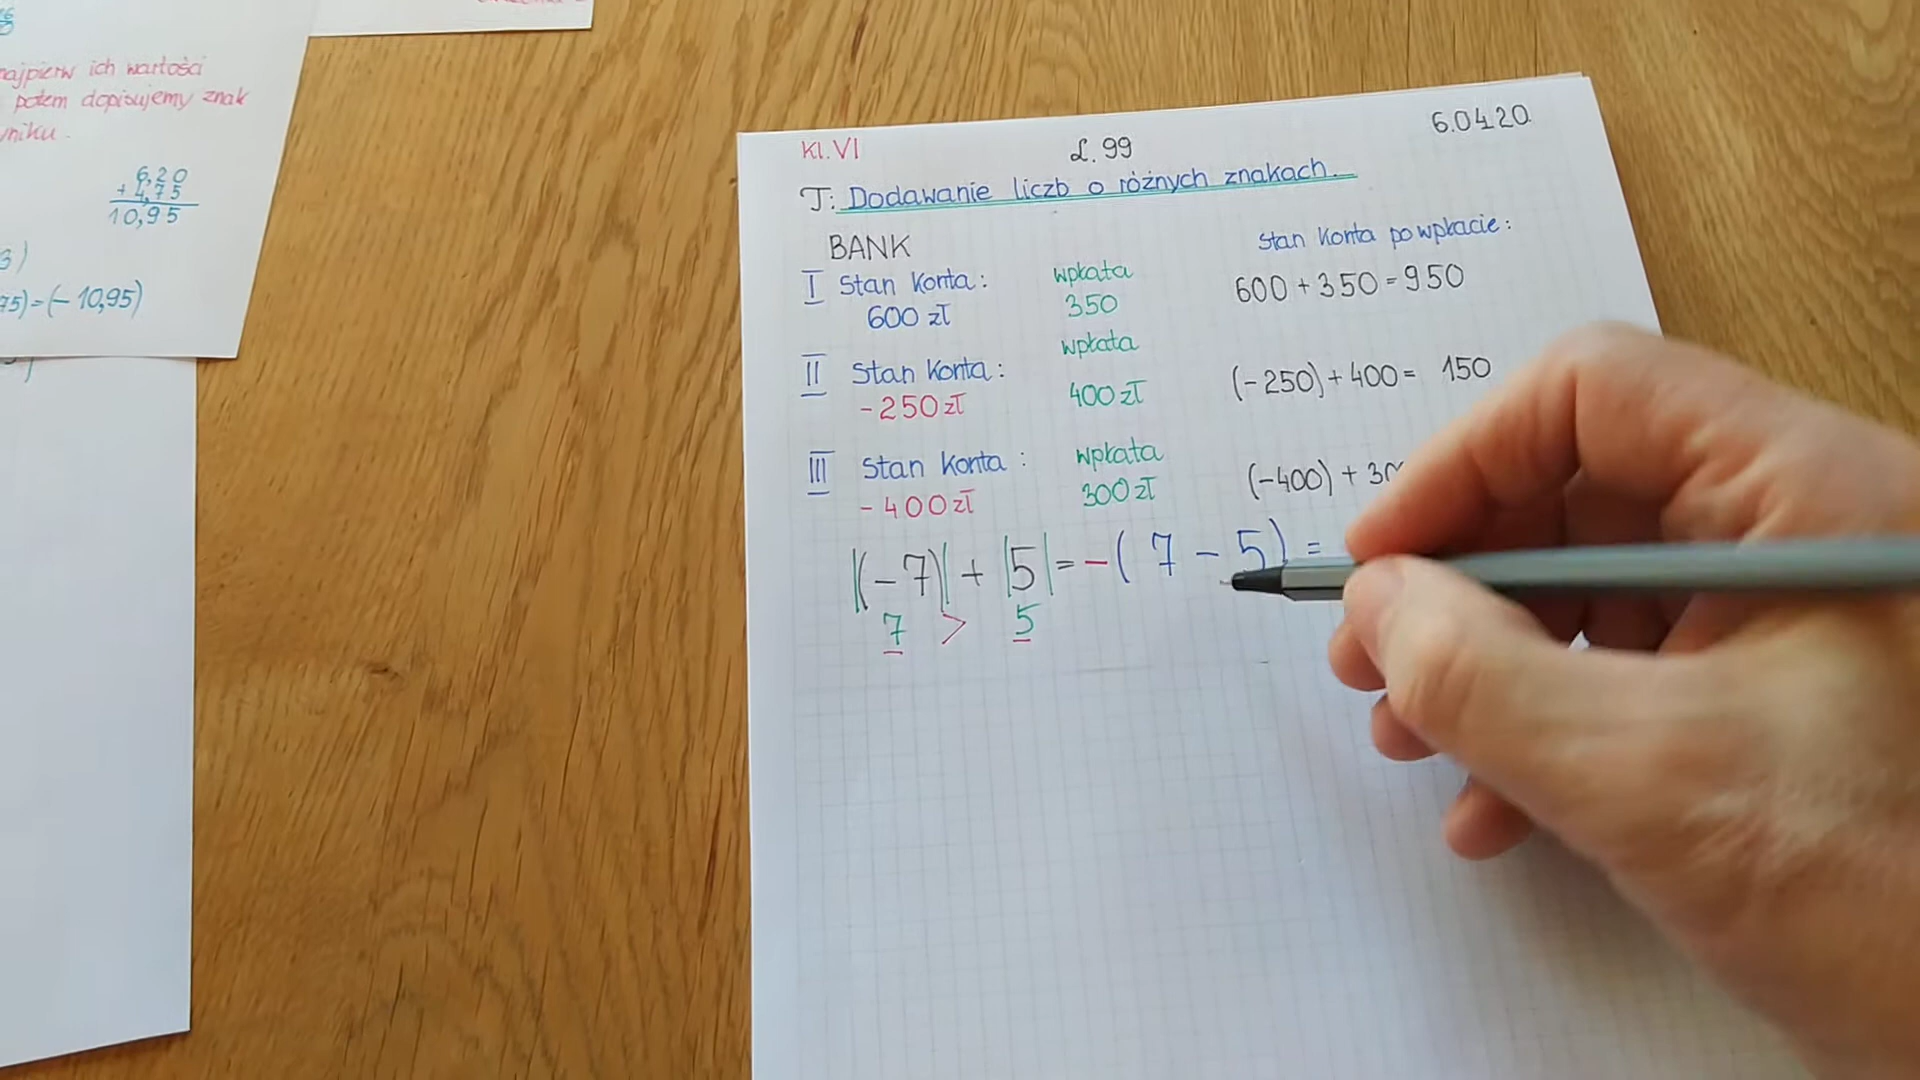 ich wartości
potem dopisujemy znak
6,20
+ 4,75
10,95
3)
75)=(-10,95)
Kl. VI
L. 99
6.04.20
T: Dodawanie liczb o różnych znakach.
BANK
Stan konta po wpłacie:
I Stan konta: wpłata
600 zł 350 600 + 350 = 950
II Stan konta: wpłata
-250 zł 400 zł (-250) + 400 = 150
III Stan konta: wpłata
-400 zł 300 zł (-400) + 30
|(-7)| + |5| = -( 7 - 5) =
7 > 5